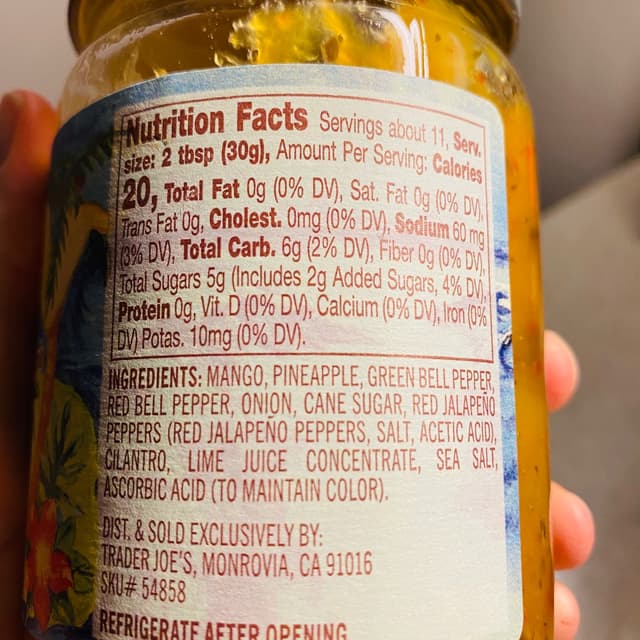 Nutrition Facts Servings about 11, Serv.
size: 2 tbsp (30g), Amount Per Serving: Calories
20, Total Fat 0g (0% DV), Sat. Fat 0g (0% DV),
Trans Fat 0g, Cholest. 0mg (0% DV), Sodium 60 mg
(3% DV), Total Carb. 6g (2% DV), Fiber 0g (0% DV),
Total Sugars 5g (Includes 2g Added Sugars, 4% DV),
Protein 0g, Vit. D (0% DV), Calcium (0% DV), Iron (0%
DV) Potas. 10mg (0% DV).
INGREDIENTS: MANGO, PINEAPPLE, GREEN BELL PEPPER,
RED BELL PEPPER, ONION, CANE SUGAR, RED JALAPEÑO
PEPPERS (RED JALAPEÑO PEPPERS, SALT, ACETIC ACID),
CILANTRO, LIME JUICE CONCENTRATE, SEA SALT,
ASCORBIC ACID (TO MAINTAIN COLOR).
DIST. & SOLD EXCLUSIVELY BY:
TRADER JOE'S, MONROVIA, CA 91016
SKU# 54858
REFRIGERATE AFTER OPENING